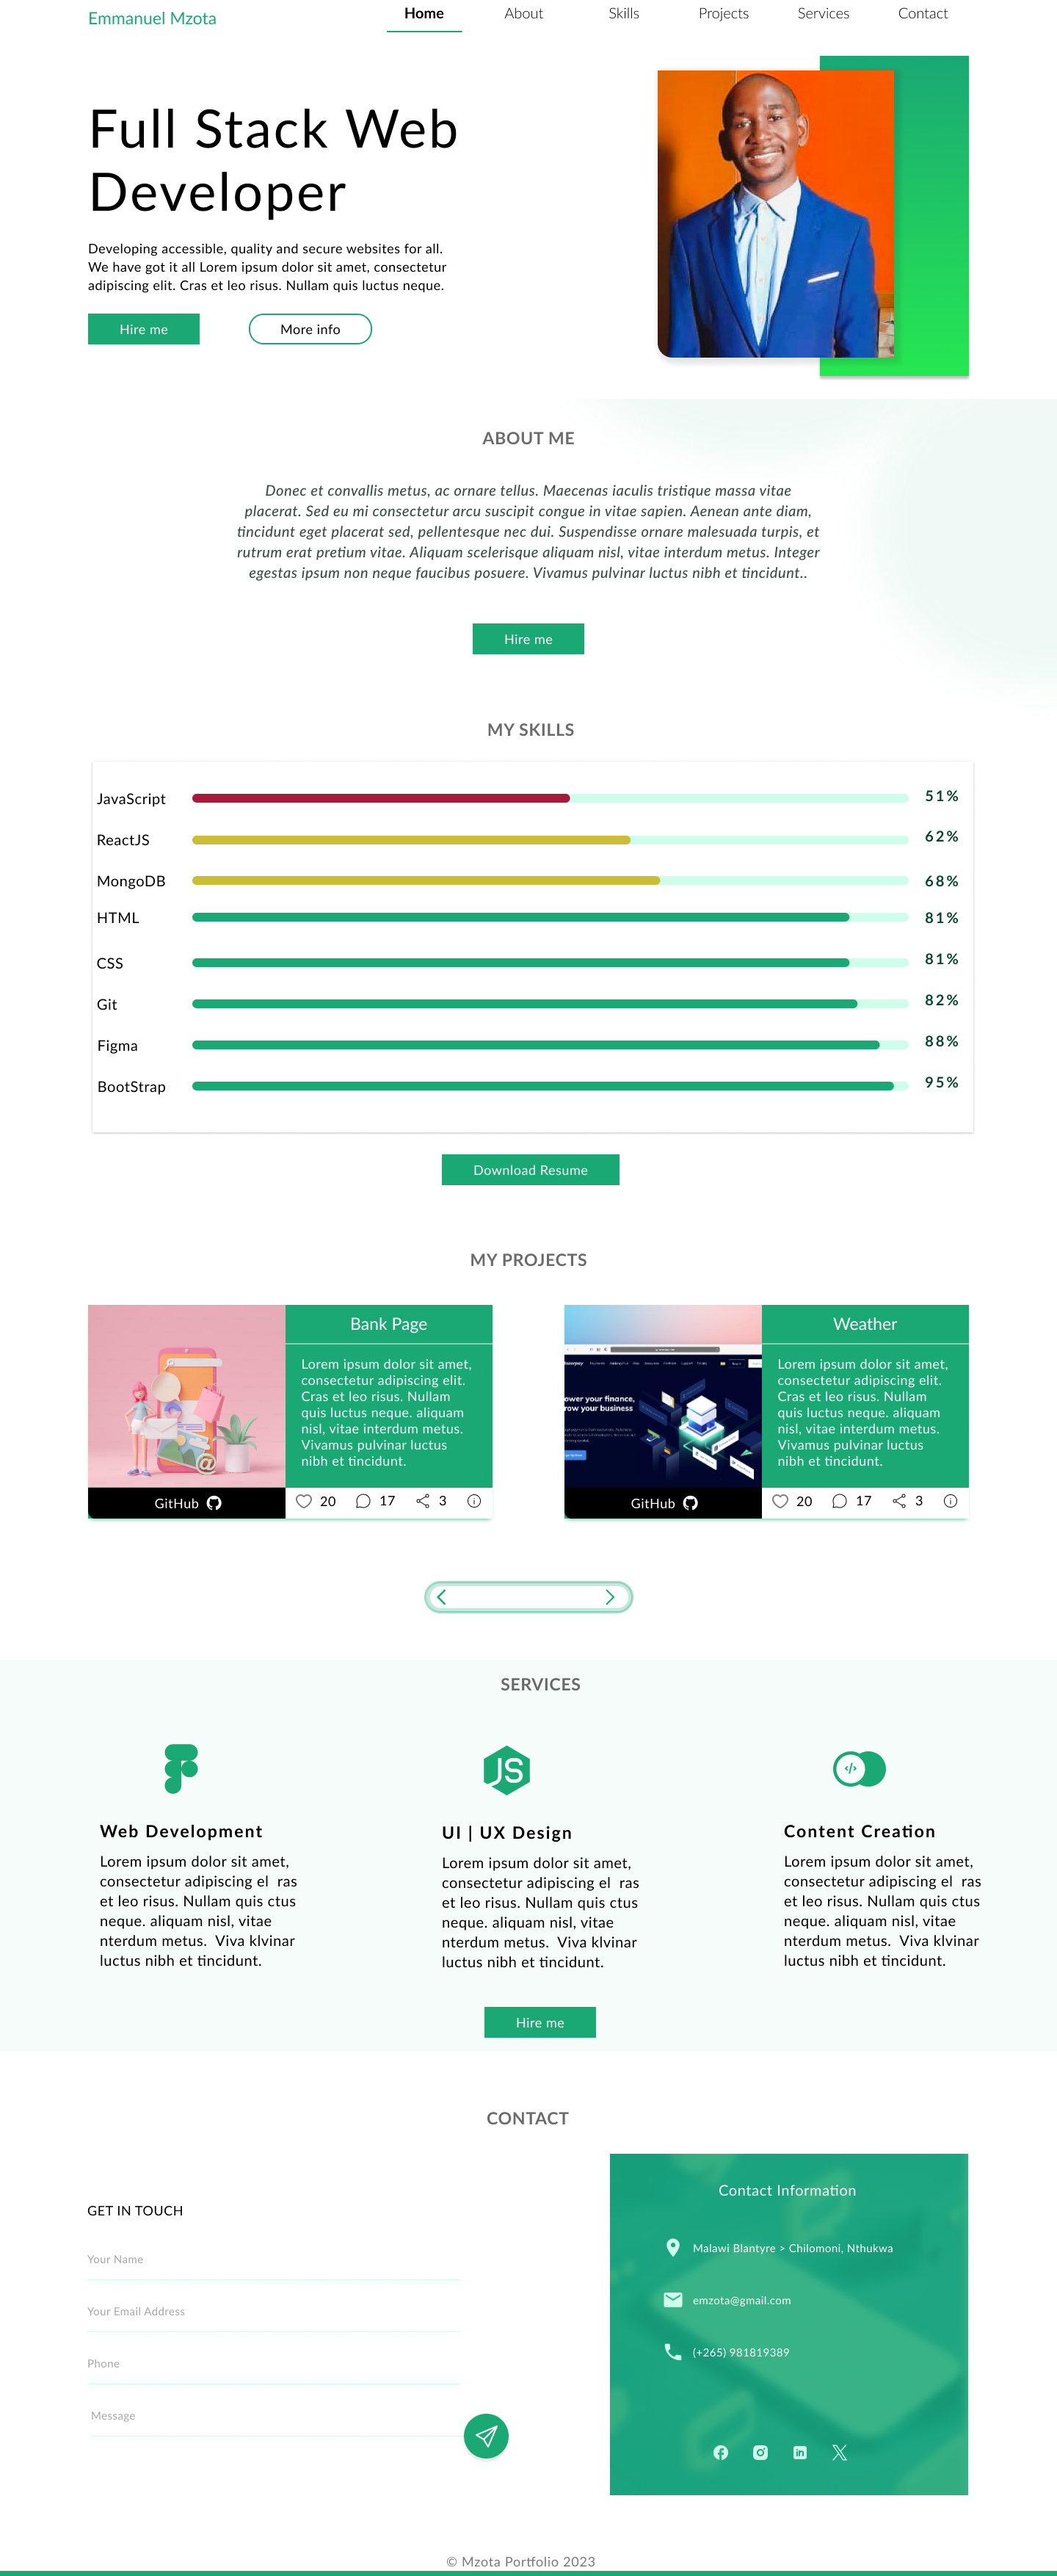 Emmanuel Mzota
Home
About
Skills
Projects
Services
Contact
Full Stack Web
Developer
Developing accessible, quality and secure websites for all.
We have got it all Lorem ipsum dolor sit amet, consectetur
adipiscing elit. Cras et leo risus. Nullam quis luctus neque.
Hire me
More info
ABOUT ME
Donec et convallis metus, ac ornare tellus. Maecenas iaculis tristique massa vitae
placerat. Sed eu mi consectetur arcu suscipit congue in vitae sapien. Aenean ante diam,
tincidunt eget placerat sed, pellentesque nec dui. Suspendisse ornare malesuada turpis, et
rutrum erat pretium vitae. Aliquam scelerisque aliquam nisl, vitae interdum metus. Integer
egestas ipsum non neque faucibus posuere. Vivamus pulvinar luctus nibh et tincidunt..
Hire me
MY SKILLS
JavaScript 51%
ReactJS 62%
MongoDB 68%
HTML 81%
CSS 81%
Git 82%
Figma 88%
BootStrap 95%
Download Resume
MY PROJECTS
Bank Page
Lorem ipsum dolor sit amet,
consectetur adipiscing elit.
Cras et leo risus. Nullam
quis luctus neque. aliquam
nisl, vitae interdum metus.
Vivamus pulvinar luctus
nibh et tincidunt.
@
GitHub
20
17
3
ower your finance,
row your business
Weather
Lorem ipsum dolor sit amet,
consectetur adipiscing elit.
Cras et leo risus. Nullam
quis luctus neque. aliquam
nisl, vitae interdum metus.
Vivamus pulvinar luctus
nibh et tincidunt.
GitHub
20
17
3
SERVICES
Web Development
Lorem ipsum dolor sit amet,
consectetur adipiscing el  ras
et leo risus. Nullam quis ctus
neque. aliquam nisl, vitae
nterdum metus.  Viva klvinar
luctus nibh et tincidunt.
JS
UI | UX Design
Lorem ipsum dolor sit amet,
consectetur adipiscing el  ras
et leo risus. Nullam quis ctus
neque. aliquam nisl, vitae
nterdum metus.  Viva klvinar
luctus nibh et tincidunt.
</>
Content Creation
Lorem ipsum dolor sit amet,
consectetur adipiscing el  ras
et leo risus. Nullam quis ctus
neque. aliquam nisl, vitae
nterdum metus.  Viva klvinar
luctus nibh et tincidunt.
Hire me
CONTACT
GET IN TOUCH
Your Name
Your Email Address
Phone
Message
Contact Information
Malawi Blantyre > Chilomoni, Nthukwa
emzota@gmail.com
(+265) 981819389
© Mzota Portfolio 2023